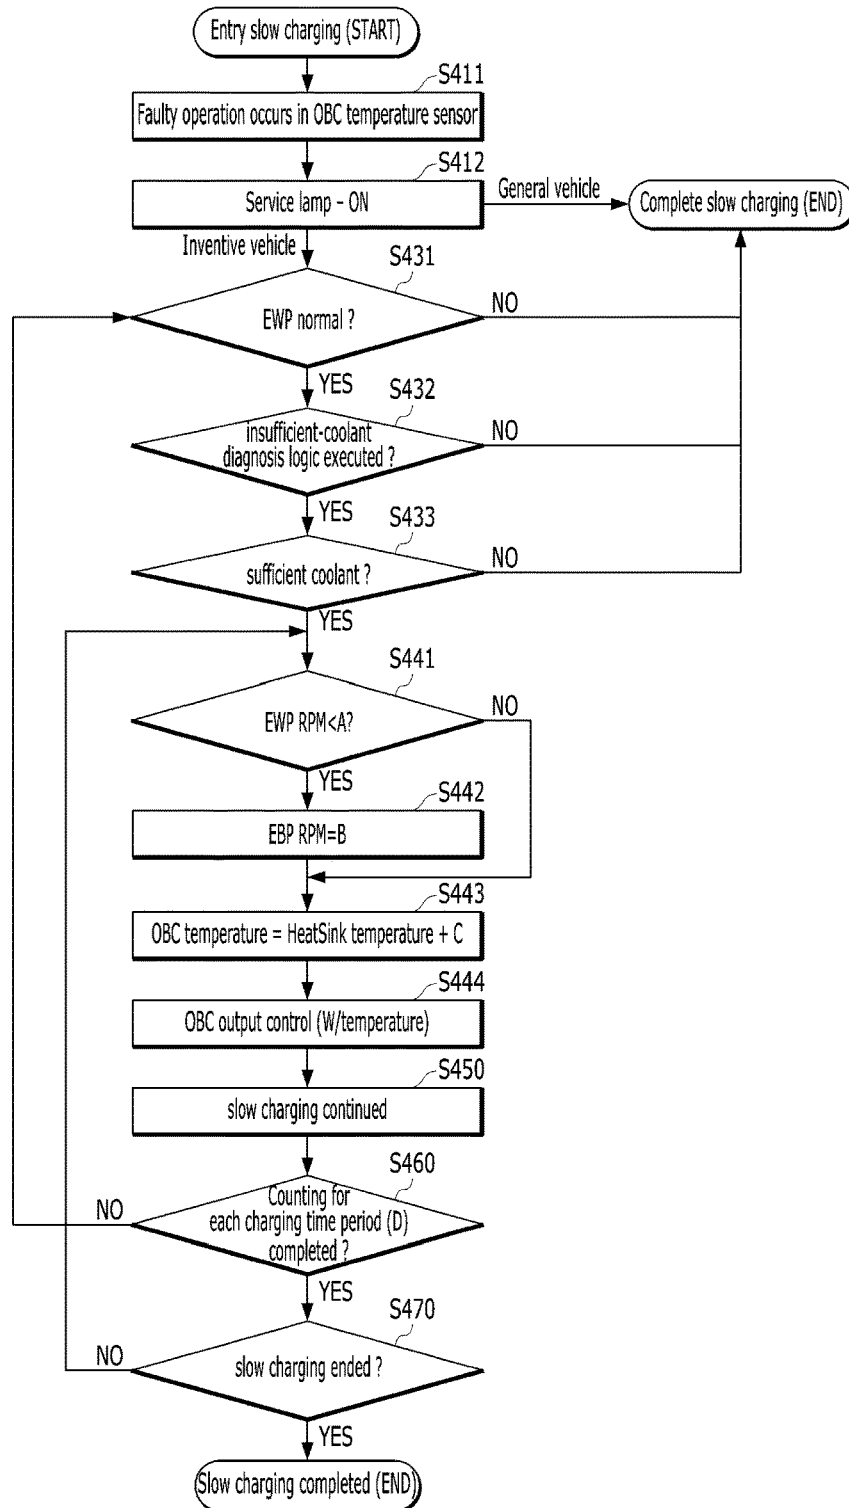 Entry slow charging (START)
S411
Faulty operation occurs in OBC temperature sensor
S412
Service lamp – ON
General vehicle
Complete slow charging (END)
Inventive vehicle
S431
EWP normal ?
NO
YES
S432
insufficient-coolant
diagnosis logic executed ?
NO
YES
S433
sufficient coolant ?
NO
YES
S441
EWP RPM<A?
NO
YES
S442
EBP RPM=B
S443
OBC temperature = HeatSink temperature + C
S444
OBC output control (W/temperature)
S450
slow charging continued
S460
Counting for
each charging time period (D)
completed ?
NO
YES
S470
slow charging ended ?
NO
YES
Slow charging completed (END)